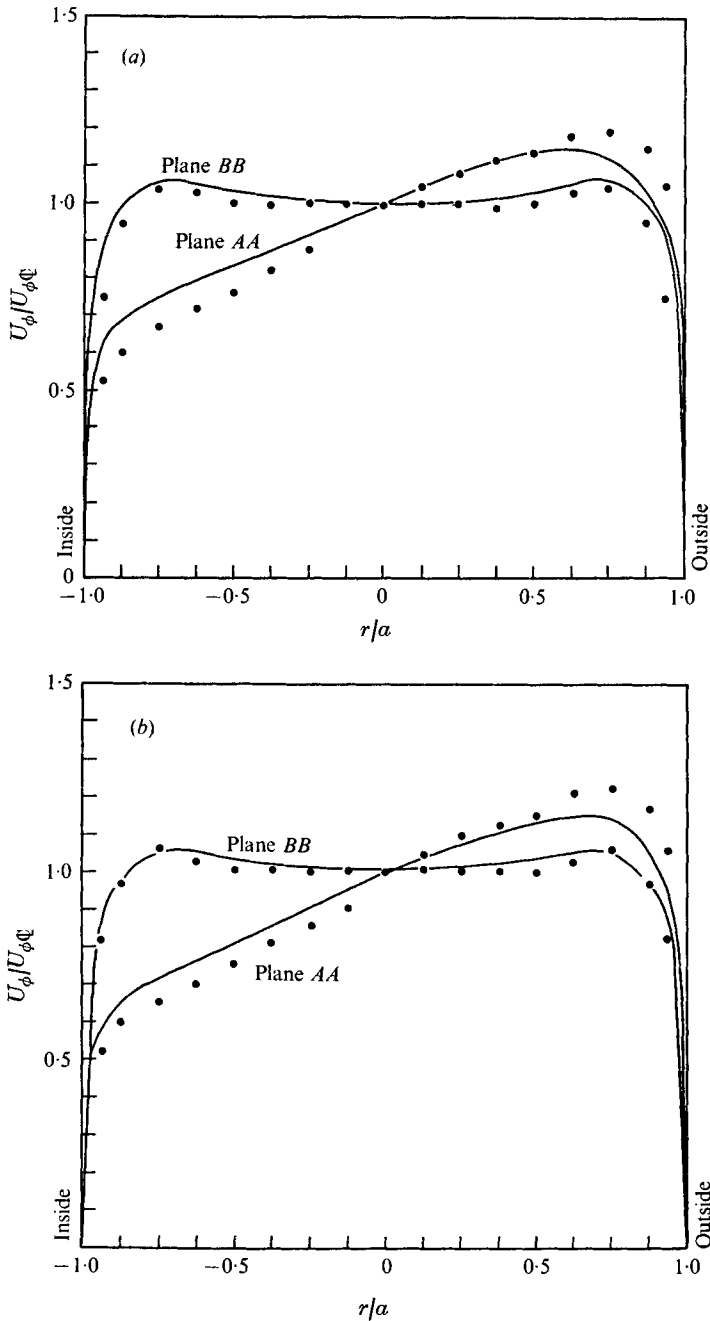 1·5
(a)
Plane BB
1·0
Plane AA
U_ϕ/U_ϕ℄
0·5
Inside
Outside
0
−1·0
−0·5
0
0·5
1·0
r/a
1·5
(b)
Plane BB
1·0
Plane AA
U_ϕ/U_ϕ℄
0·5
Inside
Outside
−1·0
−0·5
0
0·5
1·0
r/a